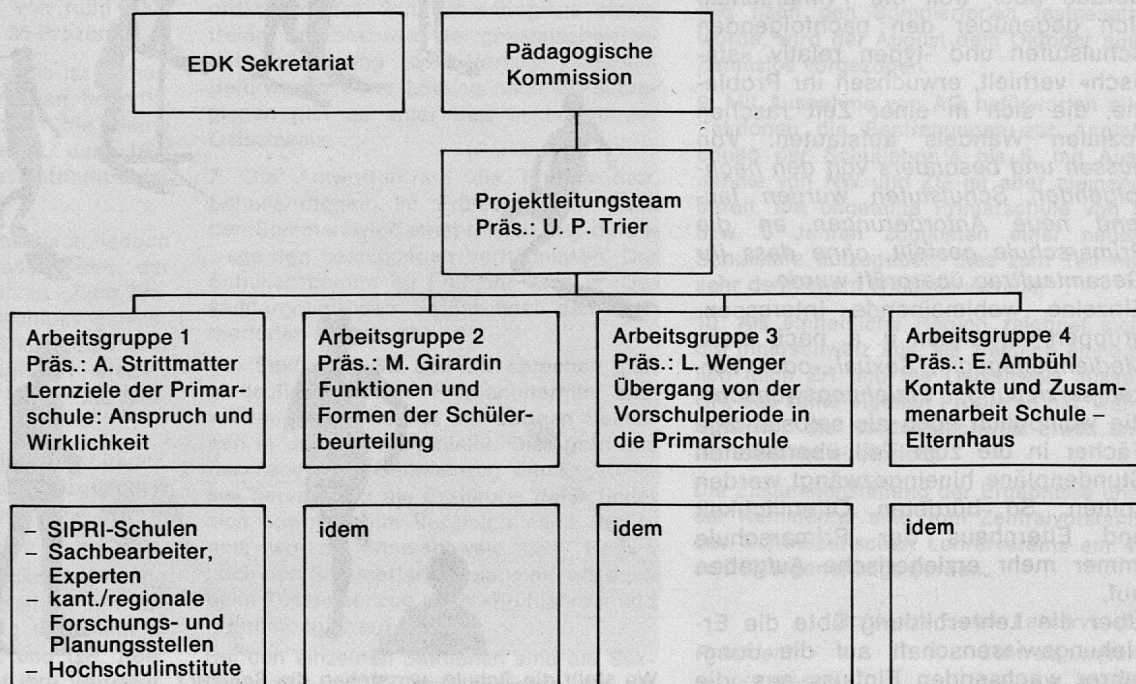 EDK Sekretariat
Pädagogische
Kommission
Projektleitungsteam
Präs.: U. P. Trier
Arbeitsgruppe 1
Präs.: A. Strittmatter
Lernziele der Primar-
schule: Anspruch und
Wirklichkeit
Arbeitsgruppe 2
Präs.: M. Girardin
Funktionen und
Formen der Schüler-
beurteilung
Arbeitsgruppe 3
Präs.: L. Wenger
Übergang von der
Vorschulperiode in
die Primarschule
Arbeitsgruppe 4
Präs.: E. Ambühl
Kontakte und Zusam-
menarbeit Schule –
Elternhaus
– SIPRI-Schulen
– Sachbearbeiter,
Experten
– kant./regionale
Forschungs- und
Planungsstellen
– Hochschulinstitute
idem
idem
idem